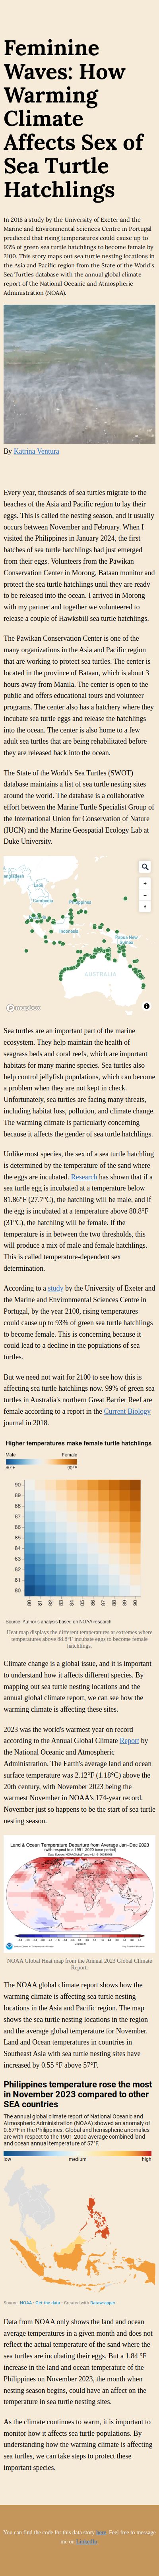 Feminine
Waves: How
Warming
Climate
Affects Sex of
Sea Turtle
Hatchlings
In 2018 a study by the University of Exeter and the
Marine and Environmental Sciences Centre in Portugal
predicted that rising temperatures could cause up to
93% of green sea turtle hatchlings to become female by
2100. This story maps out sea turtle nesting locations in
the Asia and Pacific region from the State of the World's
Sea Turtles database with the annual global climate
report of the National Oceanic and Atmospheric
Administration (NOAA).
By Katrina Ventura
Every year, thousands of sea turtles migrate to the
beaches of the Asia and Pacific region to lay their
eggs. This is called the nesting season, and it usually
occurs between November and February. When I
visited the Philippines in January 2024, the first
batches of sea turtle hatchlings had just emerged
from their eggs. Volunteers from the Pawikan
Conservation Center in Morong, Bataan monitor and
protect the sea turtle hatchlings until they are ready
to be released into the ocean. I arrived in Morong
with my partner and together we volunteered to
release a couple of Hawksbill sea turtle hatchlings.
The Pawikan Conservation Center is one of the
many organizations in the Asia and Pacific region
that are working to protect sea turtles. The center is
located in the province of Bataan, which is about 3
hours away from Manila. The center is open to the
public and offers educational tours and volunteer
programs. The center also has a hatchery where they
incubate sea turtle eggs and release the hatchlings
into the ocean. The center is also home to a few
adult sea turtles that are being rehabilitated before
they are released back into the ocean.
The State of the World's Sea Turtles (SWOT)
database maintains a list of sea turtle nesting sites
around the world. The database is a collaborative
effort between the Marine Turtle Specialist Group of
the International Union for Conservation of Nature
(IUCN) and the Marine Geospatial Ecology Lab at
Duke University.
Laos
Cambodia
Philippines
Indonesia
Papua New
Guinea
AUSTRALIA
mapbox
Sea turtles are an important part of the marine
ecosystem. They help maintain the health of
seagrass beds and coral reefs, which are important
habitats for other marine species. Sea turtles also
help control jellyfish populations, which can become
a problem when they are not kept in check.
Unfortunately, sea turtles are facing many threats,
including habitat loss, pollution, and climate change.
The warming climate is particularly concerning
because it affects the gender of sea turtle hatchlings.
Unlike most species, the sex of a sea turtle hatchling
is determined by the temperature of the sand where
the eggs are incubated. Research has shown that if a
sea turtle egg is incubated at a temperature below
81.86°F (27.7°C), the hatchling will be male, and if
the egg is incubated at a temperature above 88.8°F
(31°C), the hatchling will be female. If the
temperature is in between the two thresholds, this
will produce a mix of male and female hatchlings.
This is called temperature-dependent sex
determination.
According to a study by the University of Exeter and
the Marine and Environmental Sciences Centre in
Portugal, by the year 2100, rising temperatures
could cause up to 93% of green sea turtle hatchlings
to become female. This is concerning because it
could lead to a decline in the populations of sea
turtles.
But we need not wait for 2100 to see how this is
affecting sea turtle hatchlings now. 99% of green sea
turtles in Australia's northern Great Barrier Reef are
female according to a report in the Current Biology
journal in 2018.
Higher temperatures make female turtle hatchlings
Male Female
80°F 90°F
90
89
88
87
86
85
84
83
82
81
80
80 81 82 83 84 85 86 87 88 89 90
Source: Author's analysis based on NOAA research
Heat map displays the different temperatures at extremes where
temperatures above 88.8°F incubate eggs to become female
hatchlings.
Climate change is a global issue, and it is important
to understand how it affects different species. By
mapping out sea turtle nesting locations and the
annual global climate report, we can see how the
warming climate is affecting these sites.
2023 was the world's warmest year on record
according to the Annual Global Climate Report by
the National Oceanic and Atmospheric
Administration. The Earth's average land and ocean
surface temperature was 2.12°F (1.18°C) above the
20th century, with November 2023 being the
warmest November in NOAA's 174-year record.
November just so happens to be the start of sea turtle
nesting season.
Land & Ocean Temperature Departure from Average Jan-Dec 2023
(with respect to a 1991-2020 base period)
NOAA Global Heat map from the Annual 2023 Global Climate
Report.
The NOAA global climate report shows how the
warming climate is affecting sea turtle nesting
locations in the Asia and Pacific region. The map
shows the sea turtle nesting locations in the region
and the average global temperature for November.
Land and Ocean temperatures in countries in
Southeast Asia with sea turtle nesting sites have
increased by 0.55 °F above 57°F.
Philippines temperature rose the most
in November 2023 compared to other
SEA countries
The annual global climate report of National Oceanic and
Atmospheric Administration (NOAA) showed an anomaly of
0.67°F in the Philippines. Global and hemispheric anomalies
are with respect to the 1901-2000 average combined land
and ocean annual temperature of 57°F.
low medium high
Source: NOAA • Get the data • Created with Datawrapper
Data from NOAA only shows the land and ocean
average temperatures in a given month and does not
reflect the actual temperature of the sand where the
sea turtles are incubating their eggs. But a 1.84 °F
increase in the land and ocean temperature of the
Philippines on November 2023, the month when
nesting season begins, could have an affect on the
temperature in sea turtle nesting sites.
As the climate continues to warm, it is important to
monitor how it affects sea turtle populations. By
understanding how the warming climate is affecting
sea turtles, we can take steps to protect these
important species.
You can find the code for this data story here. Feel free to message
me on LinkedIn.